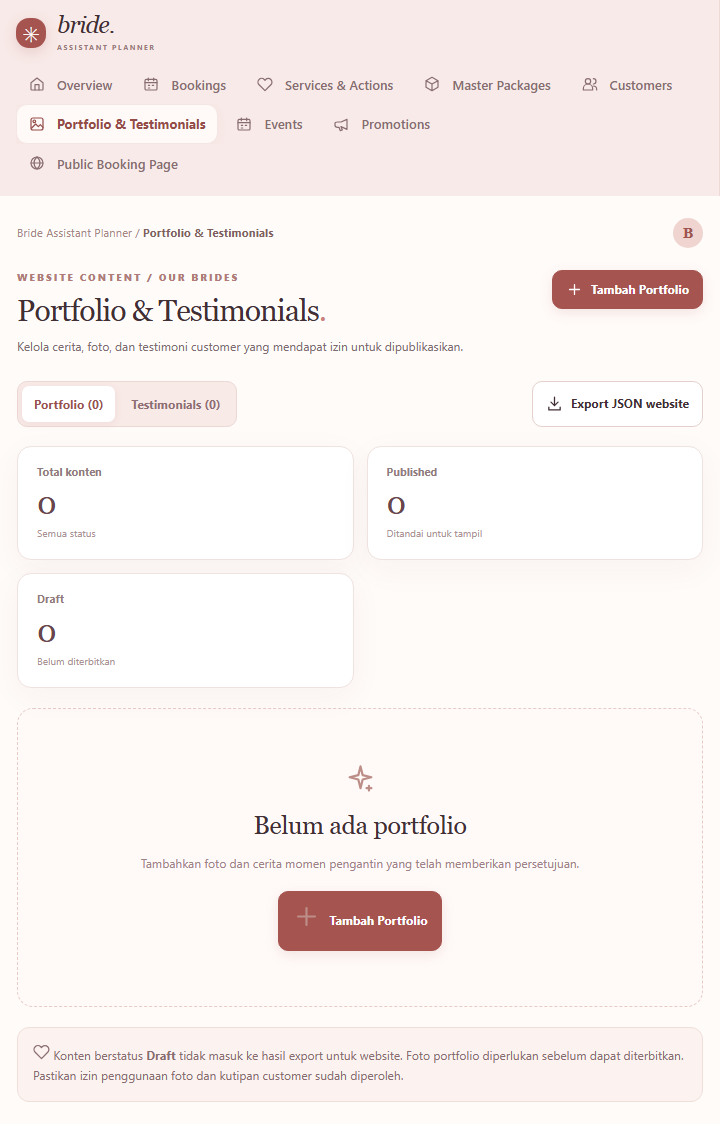 bride.
ASSISTANT PLANNER
Overview
Bookings
Services & Actions
Master Packages
Customers
Portfolio & Testimonials
Events
Promotions
Public Booking Page
Bride Assistant Planner / Portfolio & Testimonials
B
WEBSITE CONTENT / OUR BRIDES
Portfolio & Testimonials.
Tambah Portfolio
Kelola cerita, foto, dan testimoni customer yang mendapat izin untuk dipublikasikan.
Portfolio (0)
Testimonials (0)
Export JSON website
Total konten
0
Semua status
Published
0
Ditandai untuk tampil
Draft
0
Belum diterbitkan
Belum ada portfolio
Tambahkan foto dan cerita momen pengantin yang telah memberikan persetujuan.
Tambah Portfolio
Konten berstatus Draft tidak masuk ke hasil export untuk website. Foto portfolio diperlukan sebelum dapat diterbitkan.
Pastikan izin penggunaan foto dan kutipan customer sudah diperoleh.